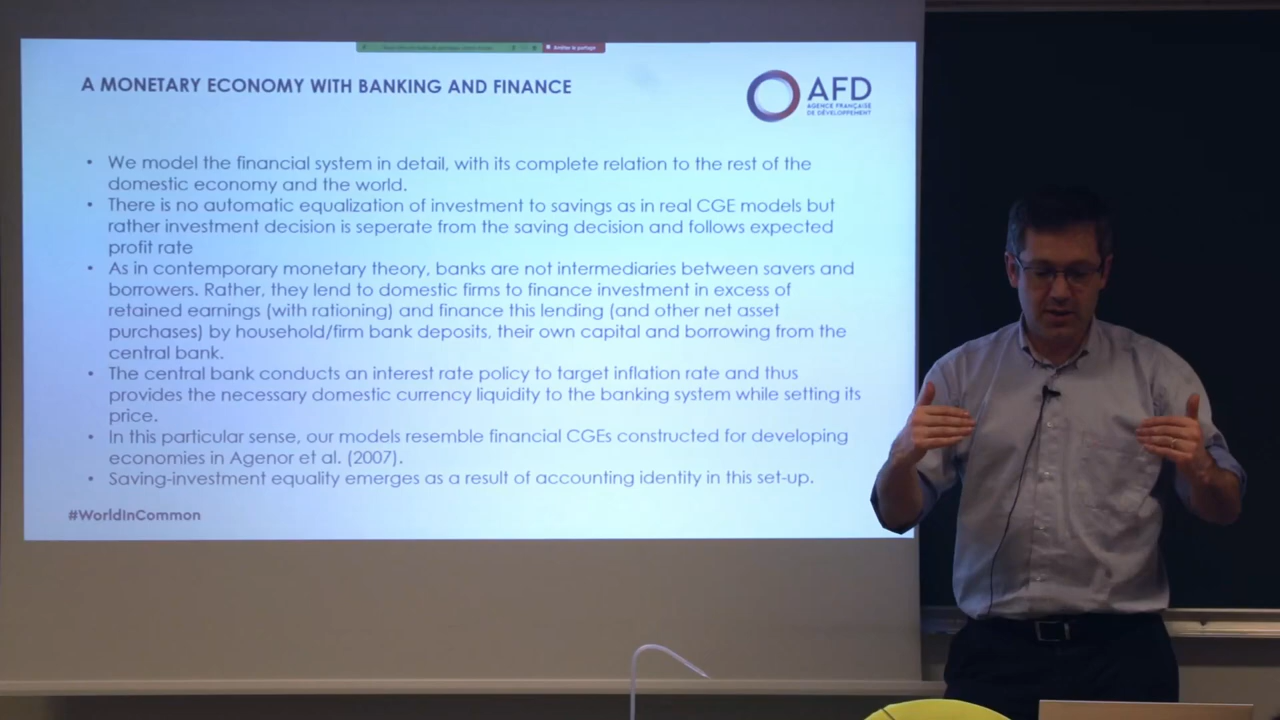 Arrêter le partage
A MONETARY ECONOMY WITH BANKING AND FINANCE
AFD
AGENCE FRANÇAISE
DE DÉVELOPPEMENT
• We model the financial system in detail, with its complete relation to the rest of the
domestic economy and the world.
• There is no automatic equalization of investment to savings as in real CGE models but
rather investment decision is seperate from the saving decision and follows expected
profit rate
• As in contemporary monetary theory, banks are not intermediaries between savers and
borrowers. Rather, they lend to domestic firms to finance investment in excess of
retained earnings (with rationing) and finance this lending (and other net asset
purchases) by household/firm bank deposits, their own capital and borrowing from the
central bank.
• The central bank conducts an interest rate policy to target inflation rate and thus
provides the necessary domestic currency liquidity to the banking system while setting its
price.
• In this particular sense, our models resemble financial CGEs constructed for developing
economies in Agenor et al. (2007).
• Saving-investment equality emerges as a result of accounting identity in this set-up.
#WorldInCommon